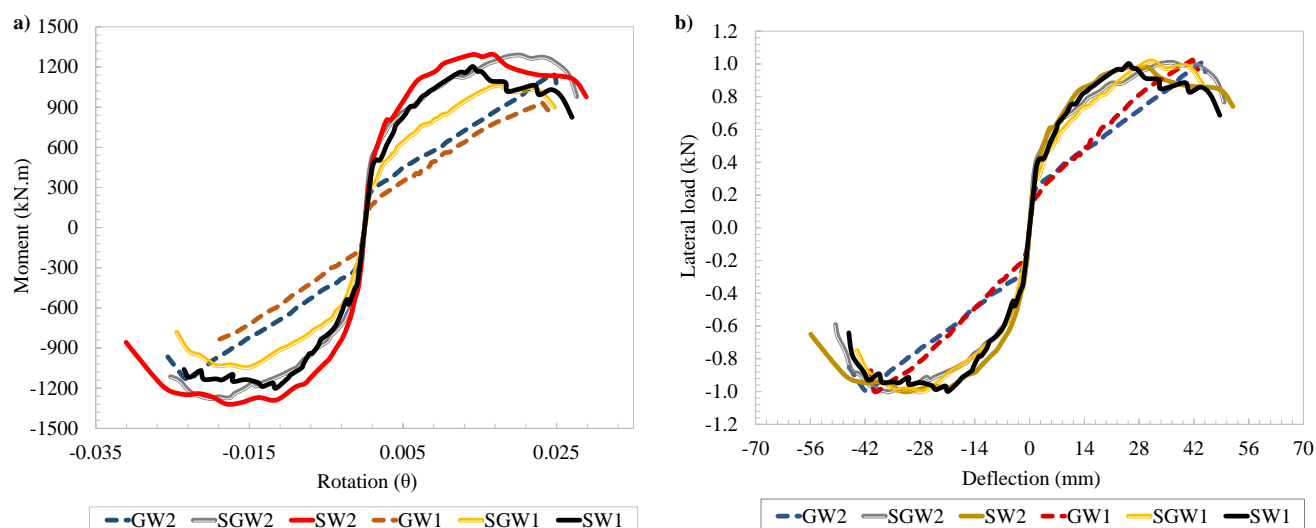 a)
Moment (kN.m)
1500
1200
900
600
300
0
-300
-600
-900
-1200
-1500
-0.035 -0.015 0.005 0.025
Rotation (θ)
GW2 SGW2 SW2 GW1 SGW1 SW1
b)
Lateral load (kN)
1.2
1.0
0.8
0.6
0.4
0.2
0.0
-0.2
-0.4
-0.6
-0.8
-1.0
-1.2
-70 -56 -42 -28 -14 0 14 28 42 56 70
Deflection (mm)
GW2 SGW2 SW2 GW1 SGW1 SW1